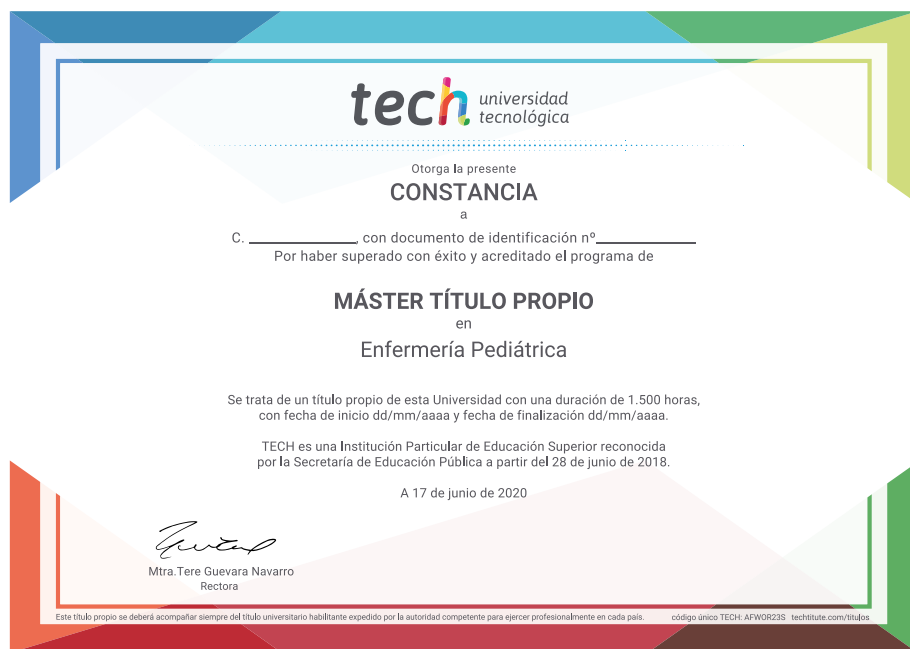 tech universidad
tecnológica
Otorga la presente
CONSTANCIA
a
C. ____________, con documento de identificación nº____________
Por haber superado con éxito y acreditado el programa de
MÁSTER TÍTULO PROPIO
en
Enfermería Pediátrica
Se trata de un título propio de esta Universidad con una duración de 1.500 horas,
con fecha de inicio dd/mm/aaaa y fecha de finalización dd/mm/aaaa.
TECH es una Institución Particular de Educación Superior reconocida
por la Secretaría de Educación Pública a partir del 28 de junio de 2018.
A 17 de junio de 2020
Mtra.Tere Guevara Navarro
Rectora
Este título propio se deberá acompañar siempre del título universitario habilitante expedido por la autoridad competente para ejercer profesionalmente en cada país. código único TECH: AFWOR23S techtitute.com/titulos